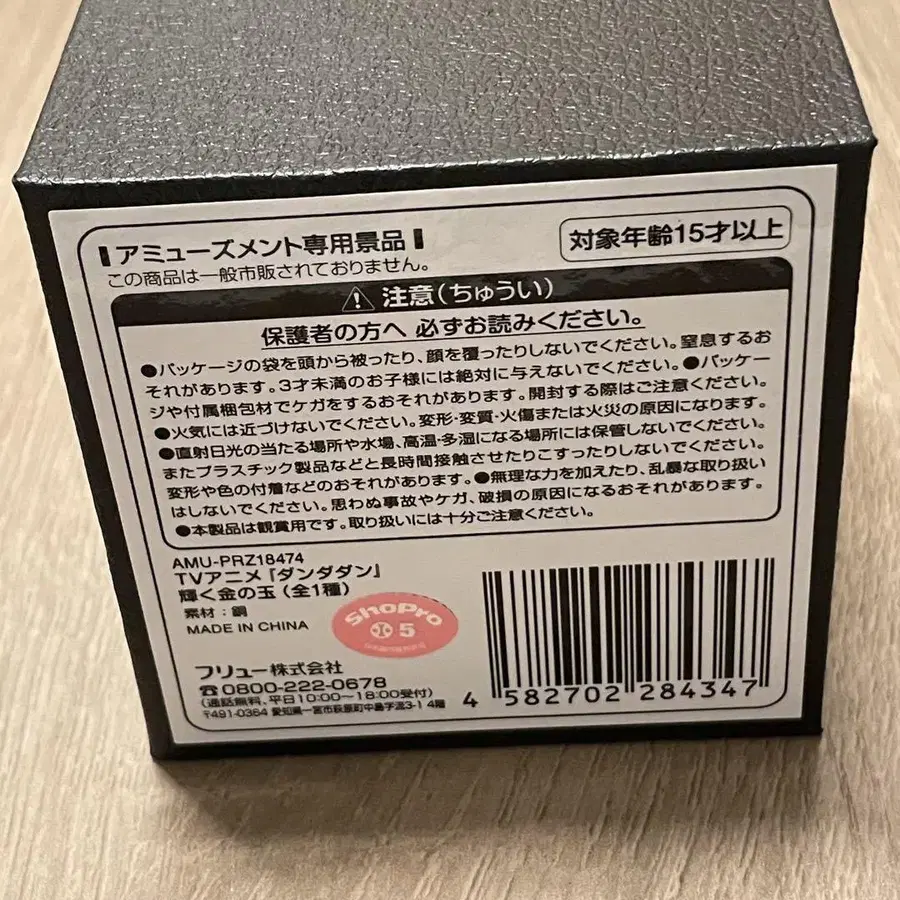 アミューズメント専用景品
対象年齢15才以上
この商品は一般市販されておりません。
注意(ちゅうい)
保護者の方へ 必ずお読みください。
●パッケージの袋を頭から被ったり、顔を覆ったりしないでください。窒息するお
それがあります。3才未満のお子様には絶対に与えないでください。●パッケー
ジや付属梱包材でケガをするおそれがあります。開封する際はご注意ください。
●火気には近づけないでください。変形・変質・火傷または火災の原因になります。
●直射日光の当たる場所や水場、高温・多湿になる場所には保管しないでください。
またプラスチック製品などと長時間接触させたりこすったりしないでください。
変形や色の付着などのおそれがあります。●無理な力を加えたり、乱暴な取り扱い
はしないでください。思わぬ事故やケガ、破損の原因になるおそれがあります。
●本製品は観賞用です。取り扱いには十分ご注意ください。
AMU-PRZ18474
TVアニメ『ダンダダン』
輝く金の玉(全1種)
素材:鋼
MADE IN CHINA
ShoPro
5
フリュー株式会社
☎0800-222-0678
(通話無料、平日10:00~18:00受付)
〒491-0364 愛知県一宮市萩原町中島字流3-1 4階
4 582702 284347